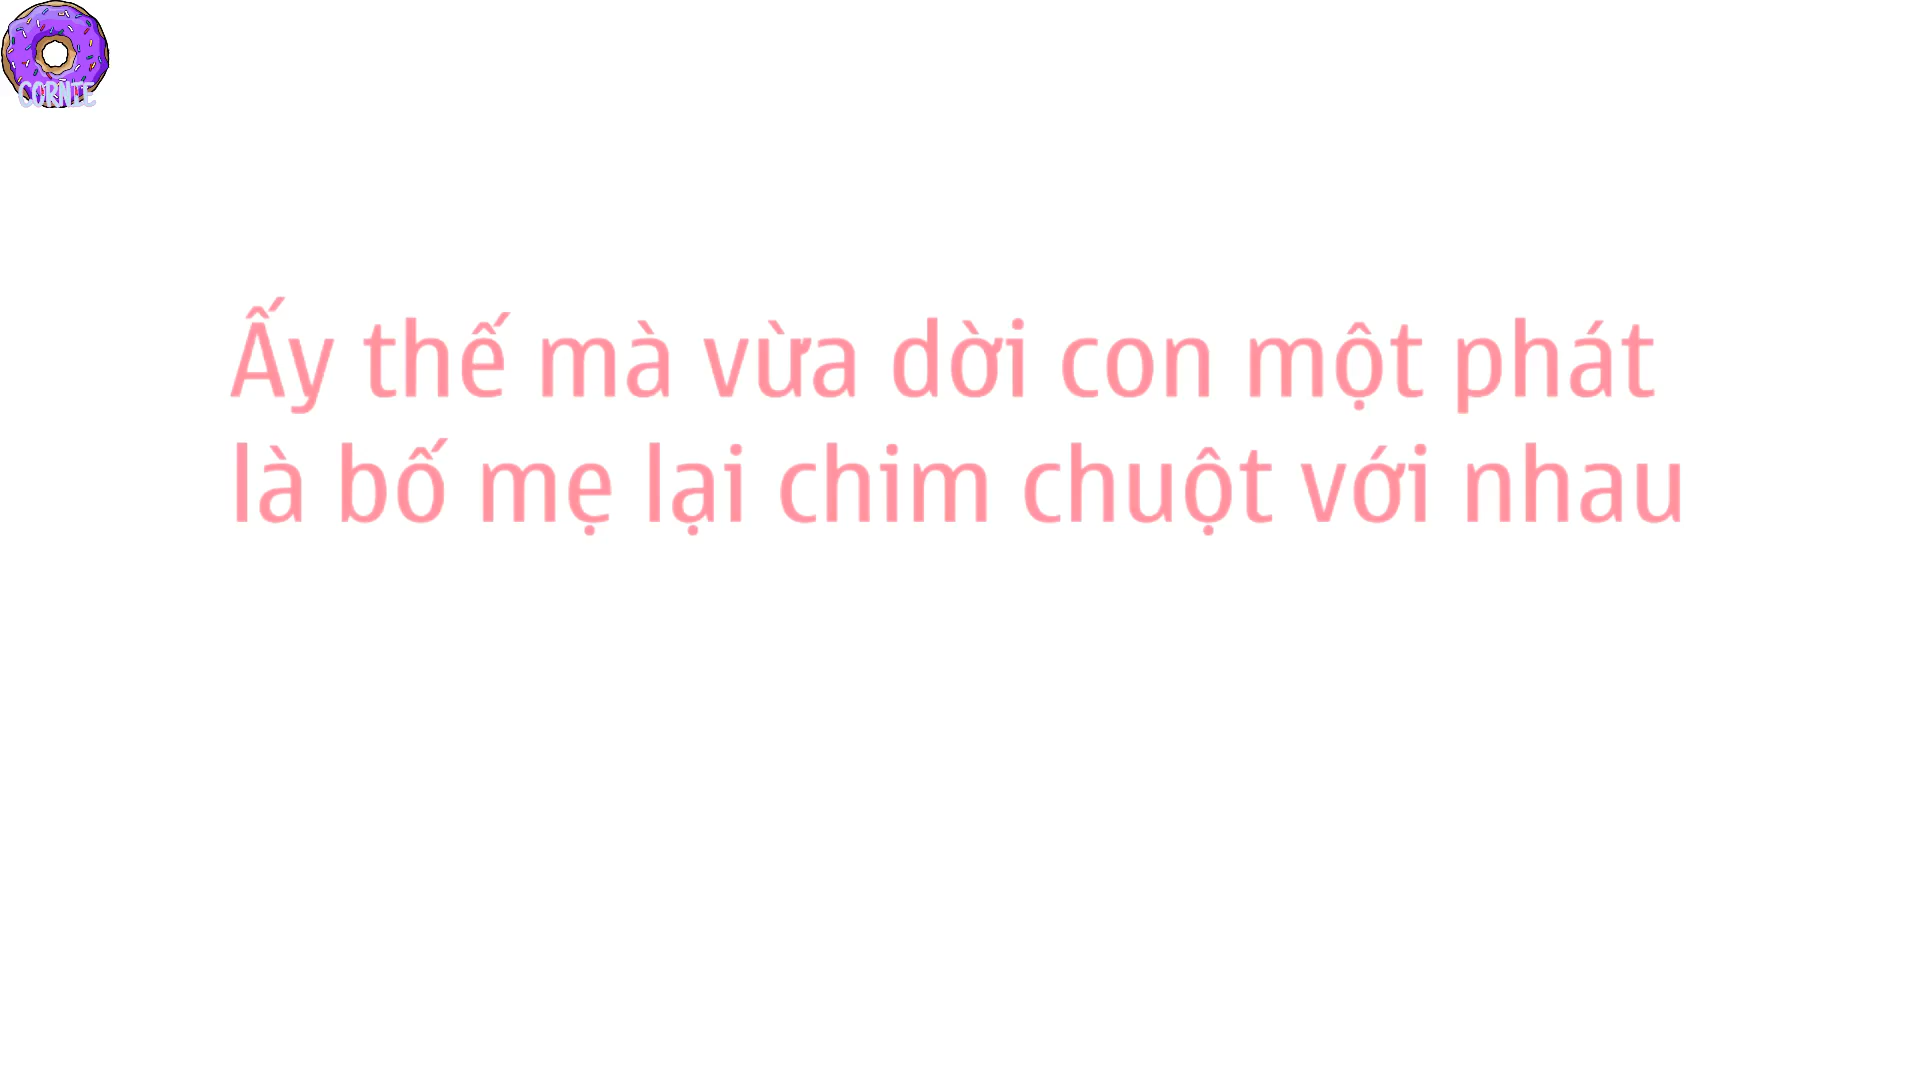 CORNIE
Ấy thế mà vừa dời con một phát
là bố mẹ lại chim chuột với nhau